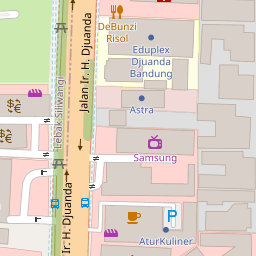 DeBunzi
Risol
Jalan Ir. H. Djuanda
Eduplex
Djuanda
Bandung
Lebak Siliwangi
Astra
Samsung
Ir. H. Djuanda
AturKuliner